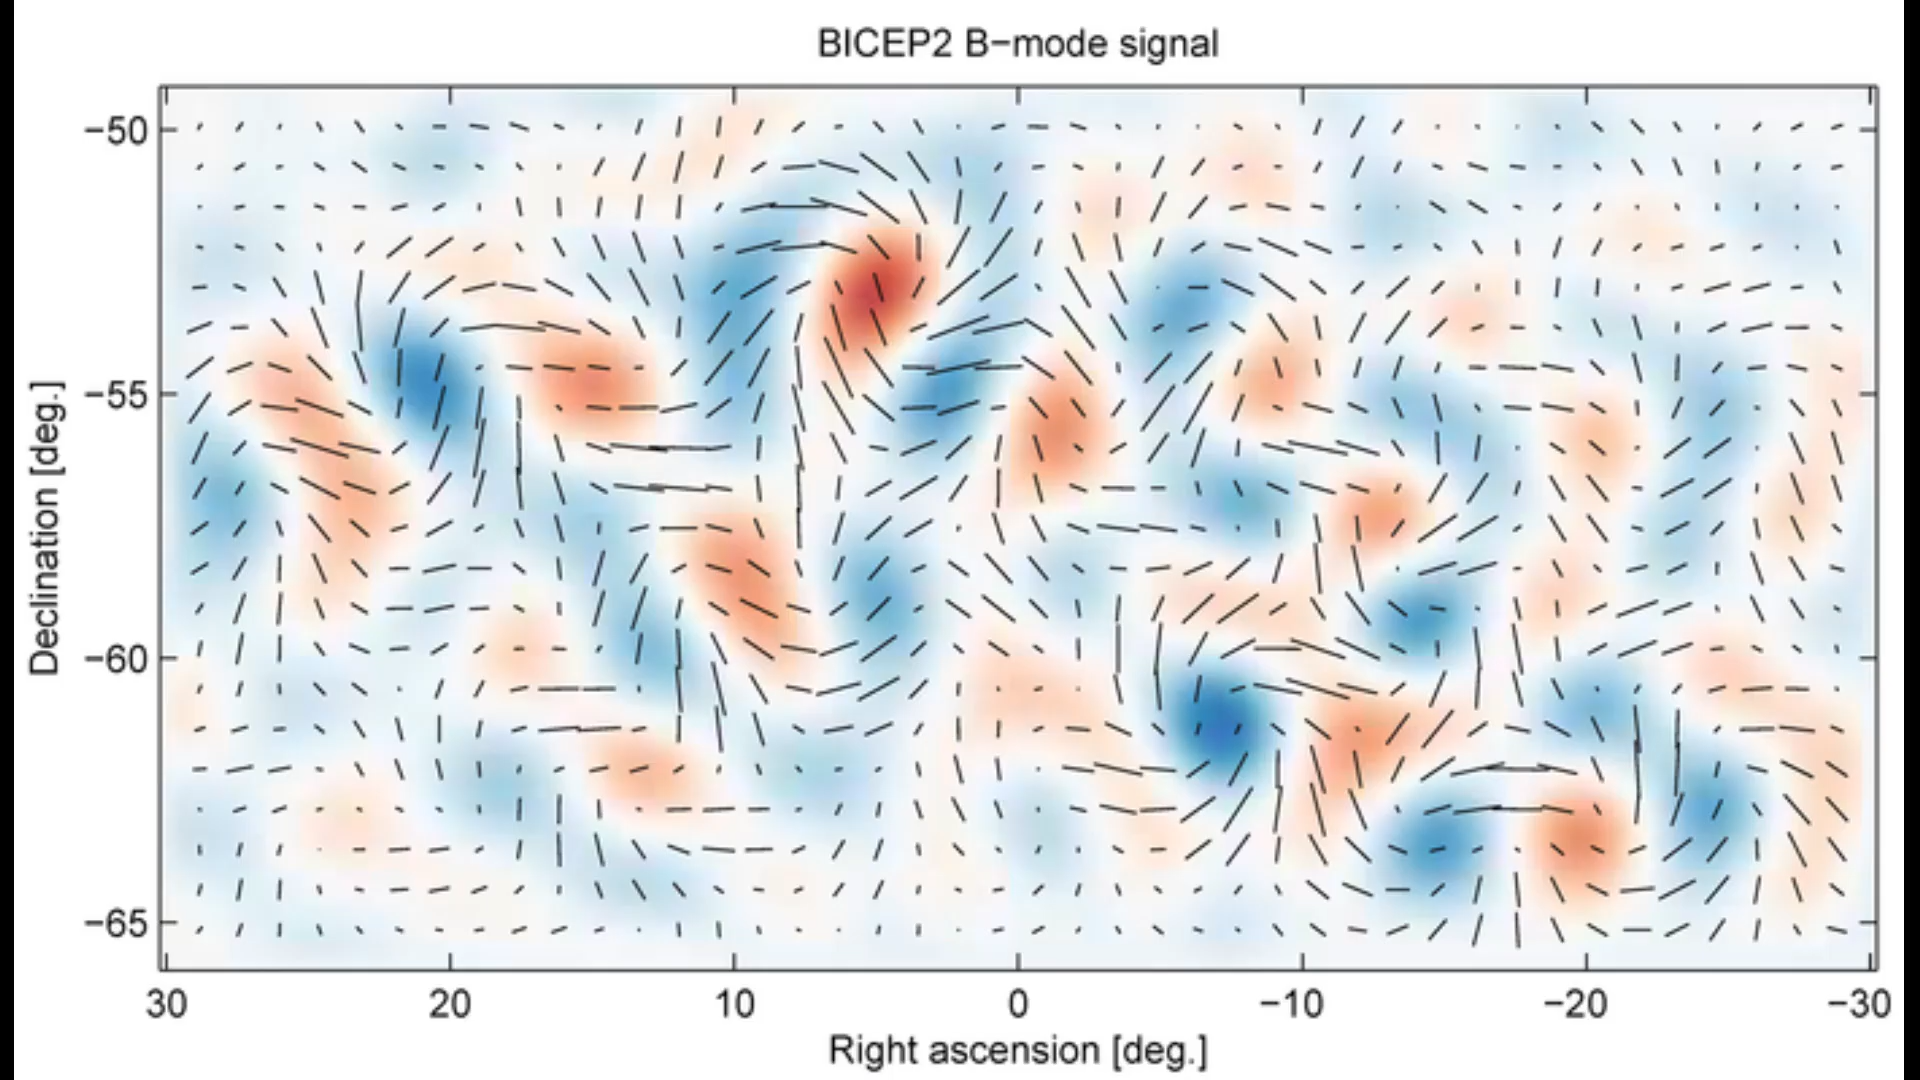 BICEP2 B−mode signal
−50
−55
−60
−65
Declination [deg.]
30 20 10 0 −10 −20 −30
Right ascension [deg.]